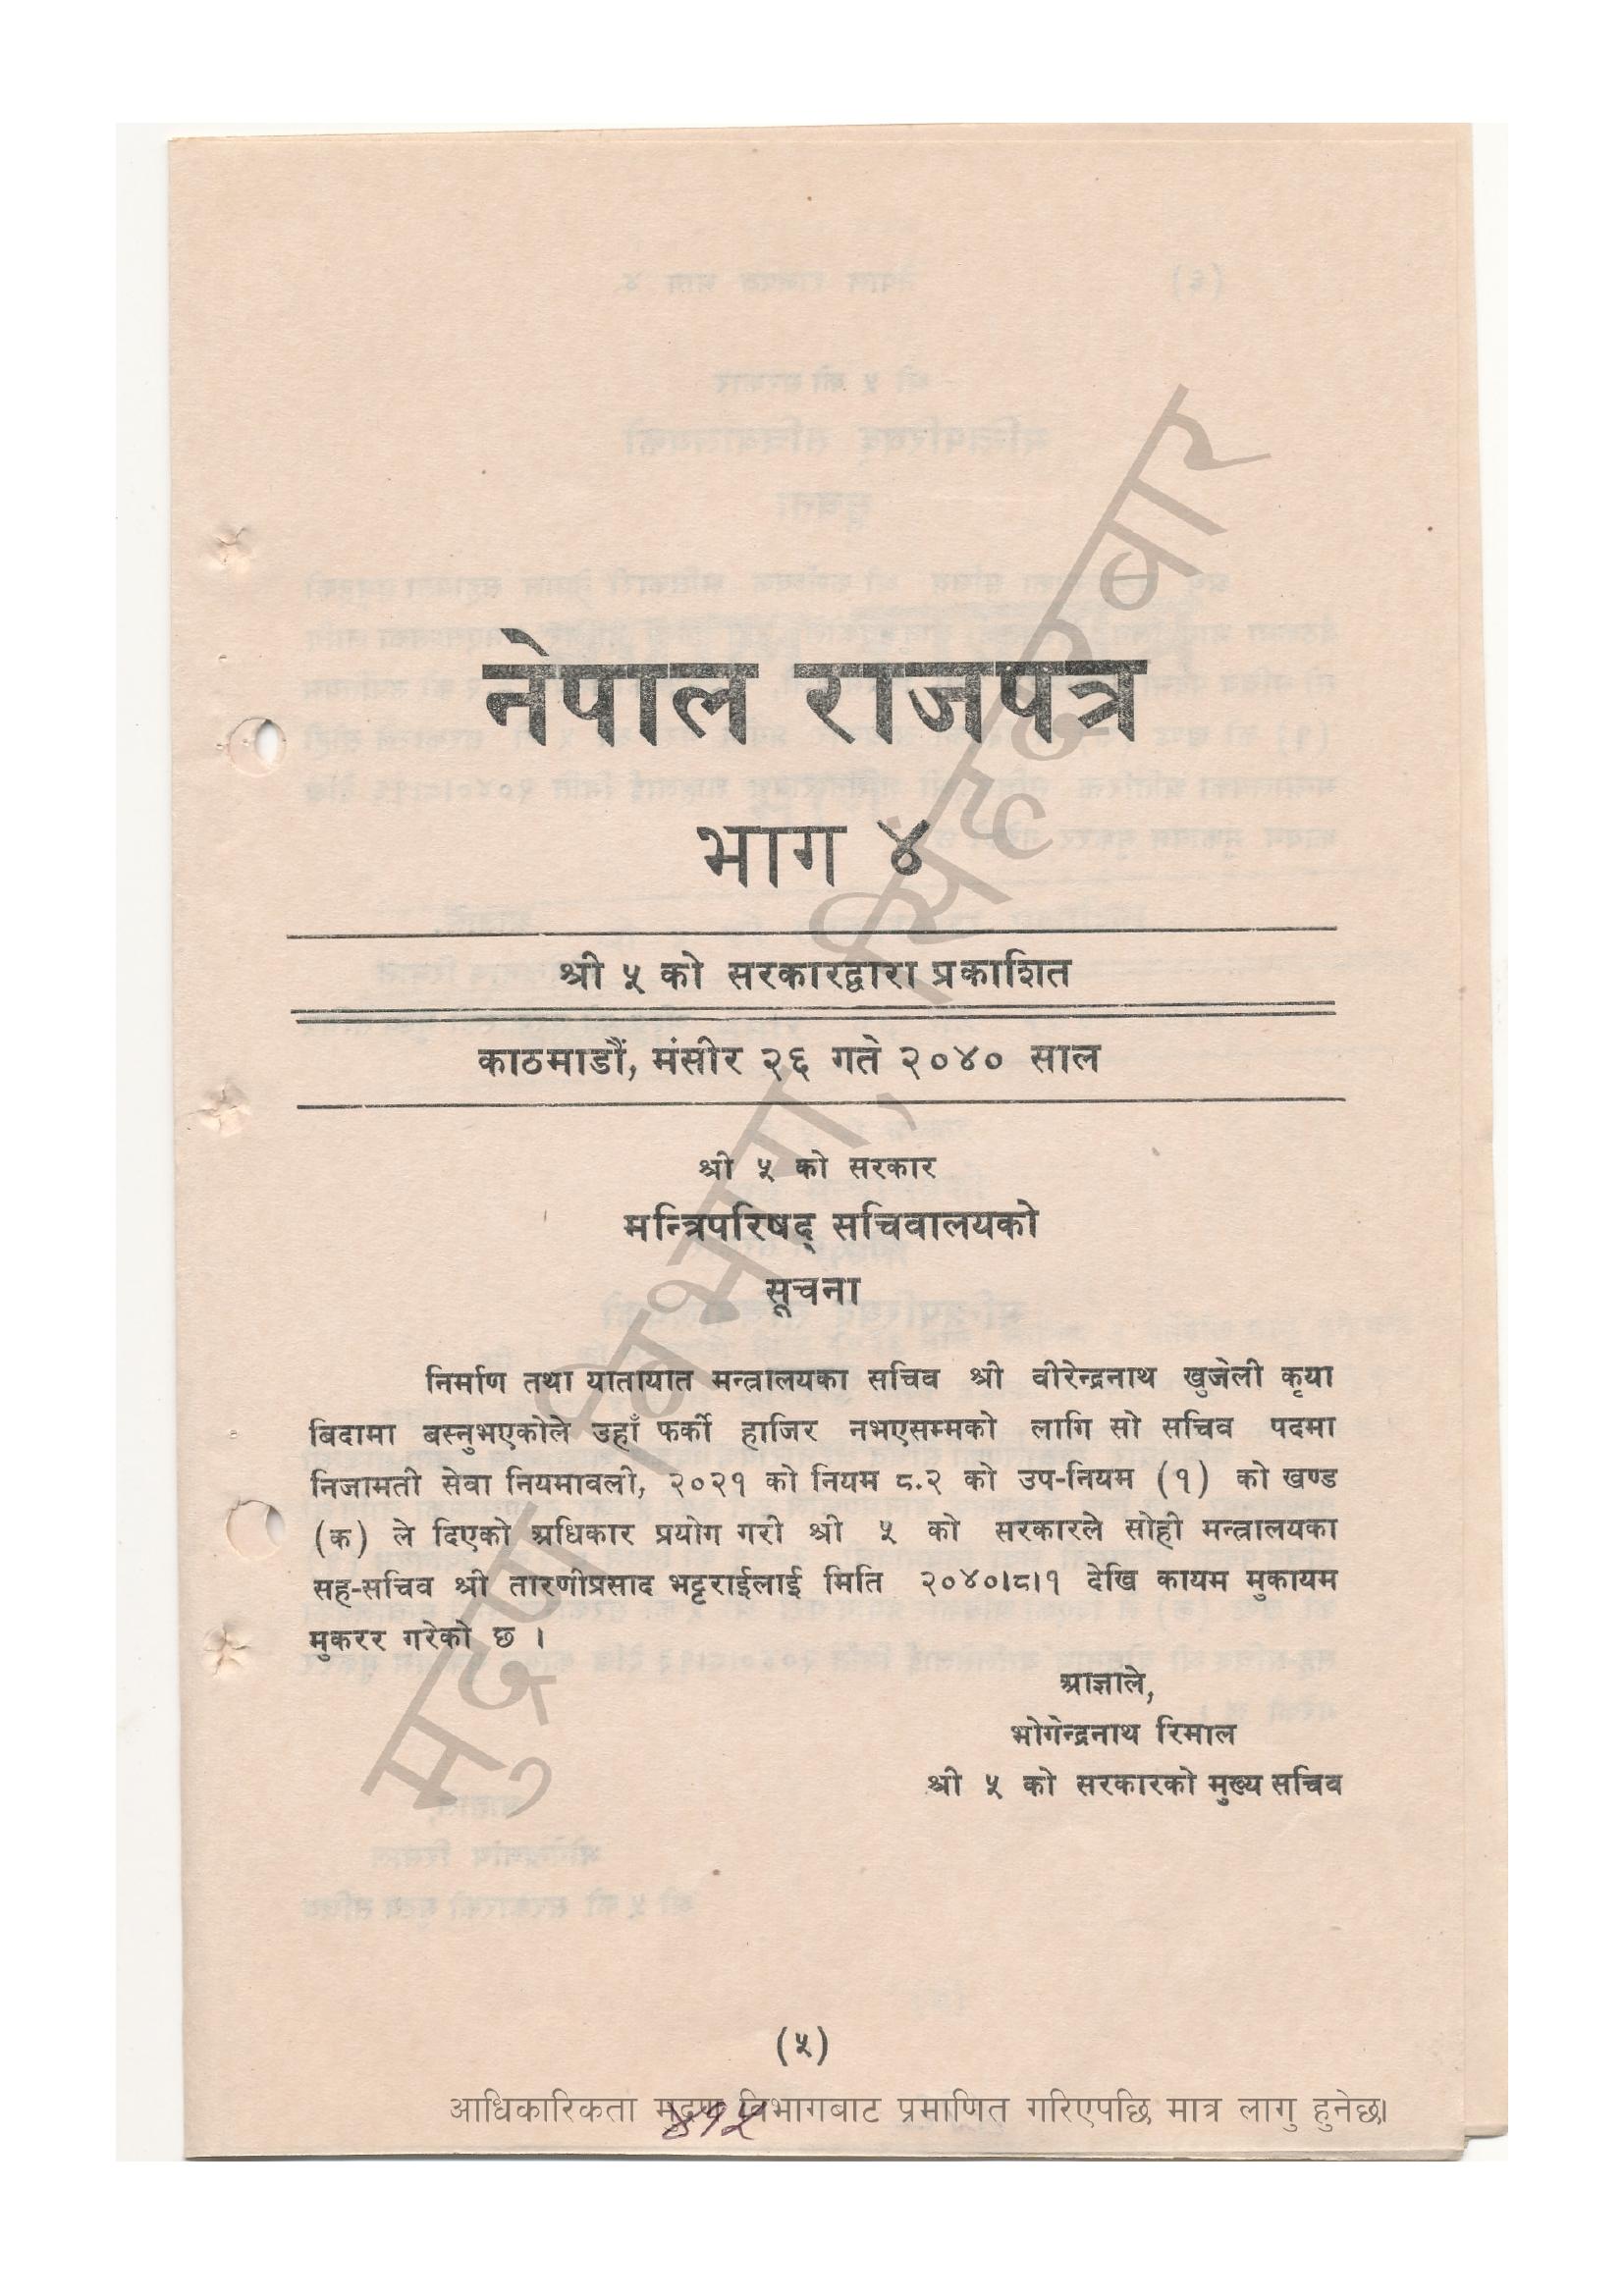 नेपाल राजपत्र
भाग ४
श्री ५ को सरकारद्वारा प्रकाशित
काठमाडौं, मंसीर २६ गते २०४० साल
श्री ५ को सरकार
मन्त्रिपरिषद् सचिवालयको
सूचना
निर्माण तथा यातायात मन्त्रालयका सचिव श्री वीरेन्द्रनाथ खुजेली कृया
बिदामा बस्नुभएकोले उहाँ फर्की हाजिर नभएसम्मको लागि सो सचिव पदमा
निजामती सेवा नियमावली, २०२१ को नियम ८.२ को उप-नियम (१) को खण्ड
(क) ले दिएको अधिकार प्रयोग गरी श्री ५ को सरकारले सोही मन्त्रालयका
सह-सचिव श्री तारणीप्रसाद भट्टराईलाई मिति २०४०।८।१ देखि कायम मुकायम
मुकरर गरेको छ ।
आज्ञाले,
भोगेन्द्रनाथ रिमाल
श्री ५ को सरकारको मुख्य सचिव
(५)
मुद्रण विभाग, सिंहदरवार
आधिकारिकता मुद्रण विभागबाट प्रमाणित गरिएपछि मात्र लागु हुनेछ।
४१५